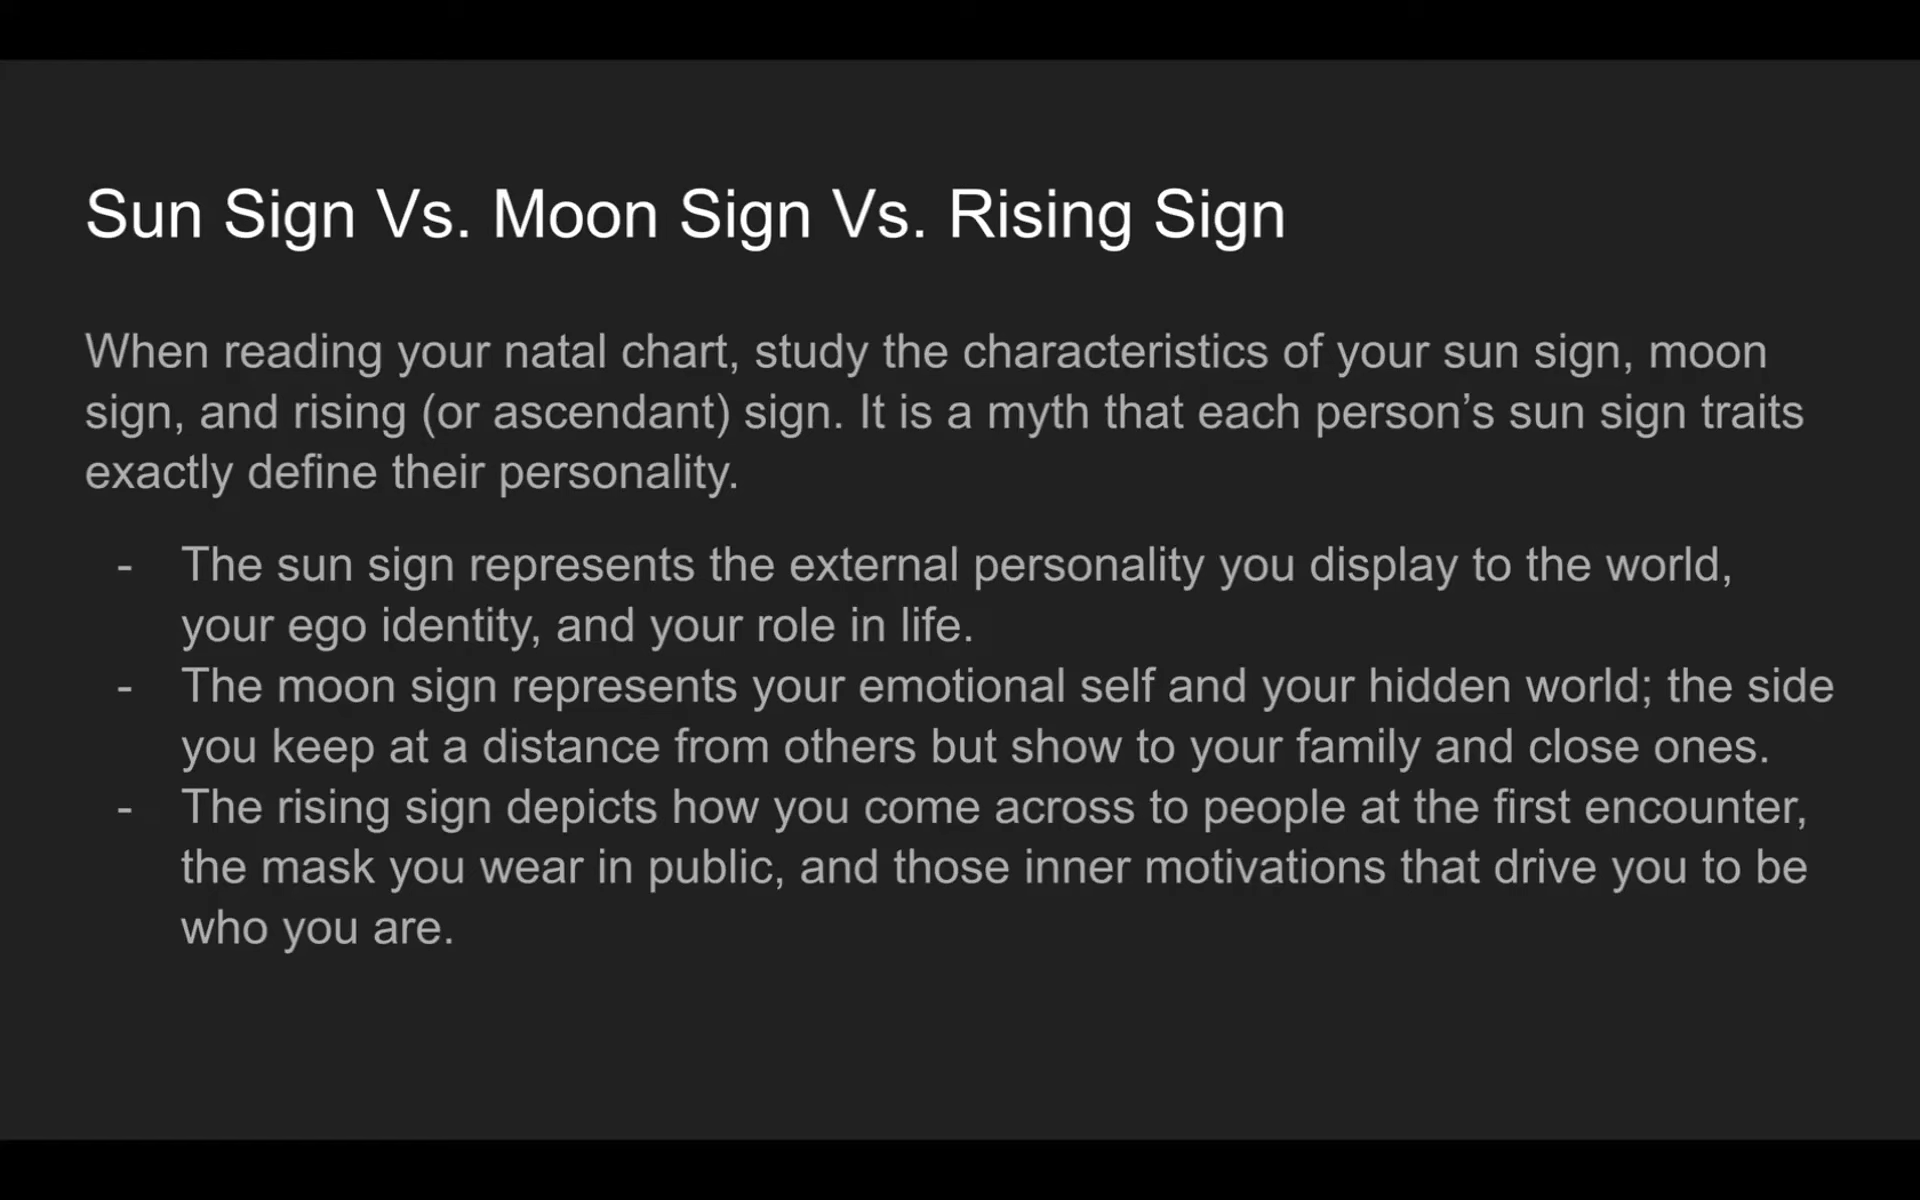 Sun Sign Vs. Moon Sign Vs. Rising Sign
When reading your natal chart, study the characteristics of your sun sign, moon
sign, and rising (or ascendant) sign. It is a myth that each person’s sun sign traits
exactly define their personality.
- The sun sign represents the external personality you display to the world,
your ego identity, and your role in life.
- The moon sign represents your emotional self and your hidden world; the side
you keep at a distance from others but show to your family and close ones.
- The rising sign depicts how you come across to people at the first encounter,
the mask you wear in public, and those inner motivations that drive you to be
who you are.